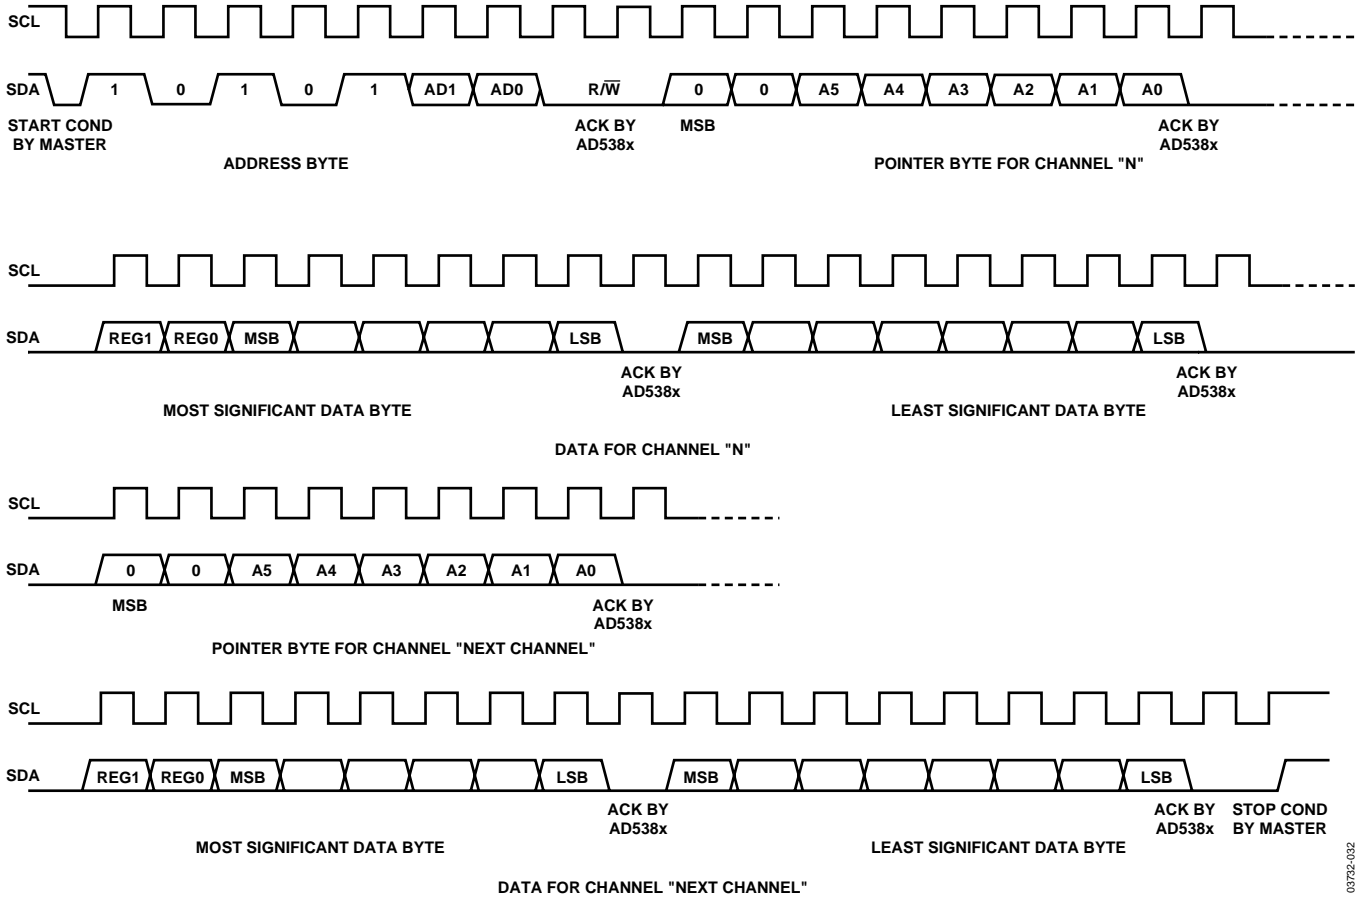 SCL
SDA 1 0 1 0 1 AD1 AD0 R/W̅ 0 0 A5 A4 A3 A2 A1 A0
START COND
BY MASTER
ACK BY
AD538x
MSB
ACK BY
AD538x
ADDRESS BYTE
POINTER BYTE FOR CHANNEL "N"
SCL
SDA REG1 REG0 MSB LSB MSB LSB
ACK BY
AD538x
ACK BY
AD538x
MOST SIGNIFICANT DATA BYTE
LEAST SIGNIFICANT DATA BYTE
DATA FOR CHANNEL "N"
SCL
SDA 0 0 A5 A4 A3 A2 A1 A0
MSB
ACK BY
AD538x
POINTER BYTE FOR CHANNEL "NEXT CHANNEL"
SCL
SDA REG1 REG0 MSB LSB MSB LSB
ACK BY
AD538x
ACK BY
AD538x
STOP COND
BY MASTER
MOST SIGNIFICANT DATA BYTE
LEAST SIGNIFICANT DATA BYTE
DATA FOR CHANNEL "NEXT CHANNEL"
03732-032